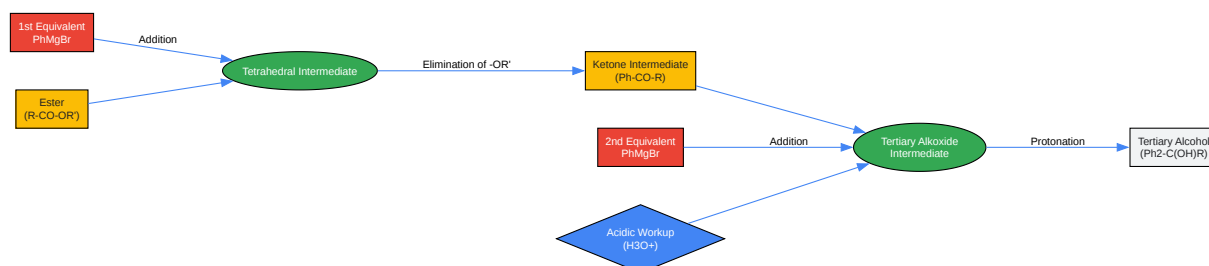 1st Equivalent
PhMgBr
Addition
Ester
(R-CO-OR')
Tetrahedral Intermediate
Elimination of -OR'
Ketone Intermediate
(Ph-CO-R)
2nd Equivalent
PhMgBr
Addition
Acidic Workup
(H3O+)
Tertiary Alkoxide
Intermediate
Protonation
Tertiary Alcohol
(Ph2-C(OH)R)